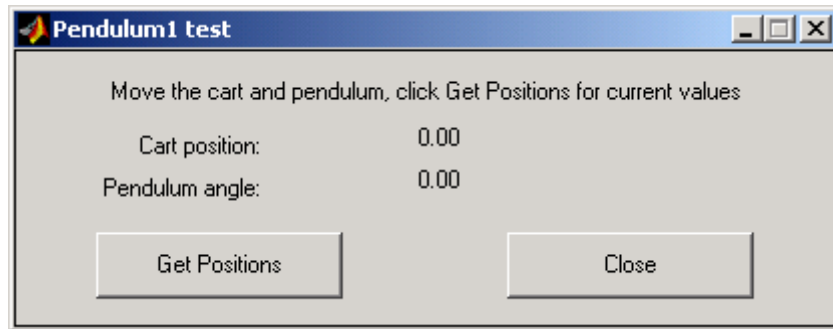 Pendulum1 test
Move the cart and pendulum, click Get Positions for current values
Cart position: 0.00
Pendulum angle: 0.00
Get Positions Close